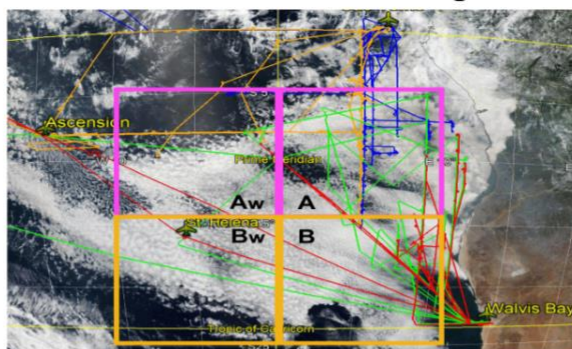 Ascension
Prime Meridian
Aw
A
St Helena
Bw
B
Walvis Bay
Tropic of Capricorn